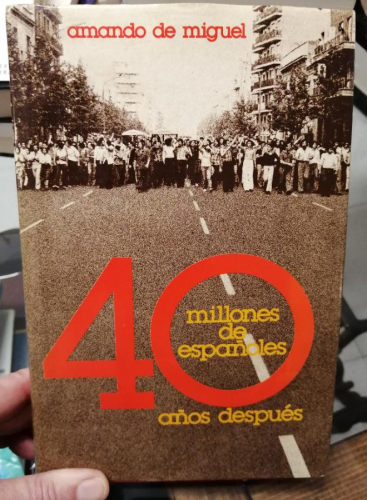 amando de miguel
40
millones
de
españoles
años después